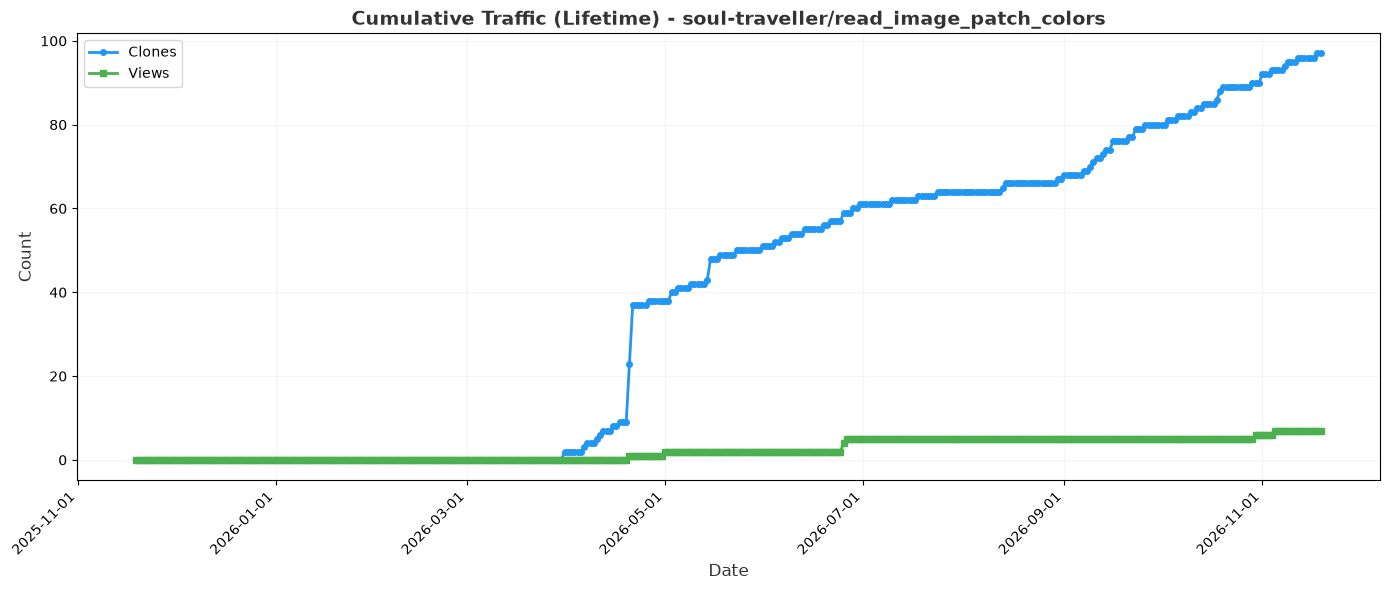 Cumulative Traffic (Lifetime) - soul-traveller/read_image_patch_colors
Clones
Views
100
80
60
40
20
0
Count
2025-11-01
2026-01-01
2026-03-01
2026-05-01
2026-07-01
2026-09-01
2026-11-01
Date